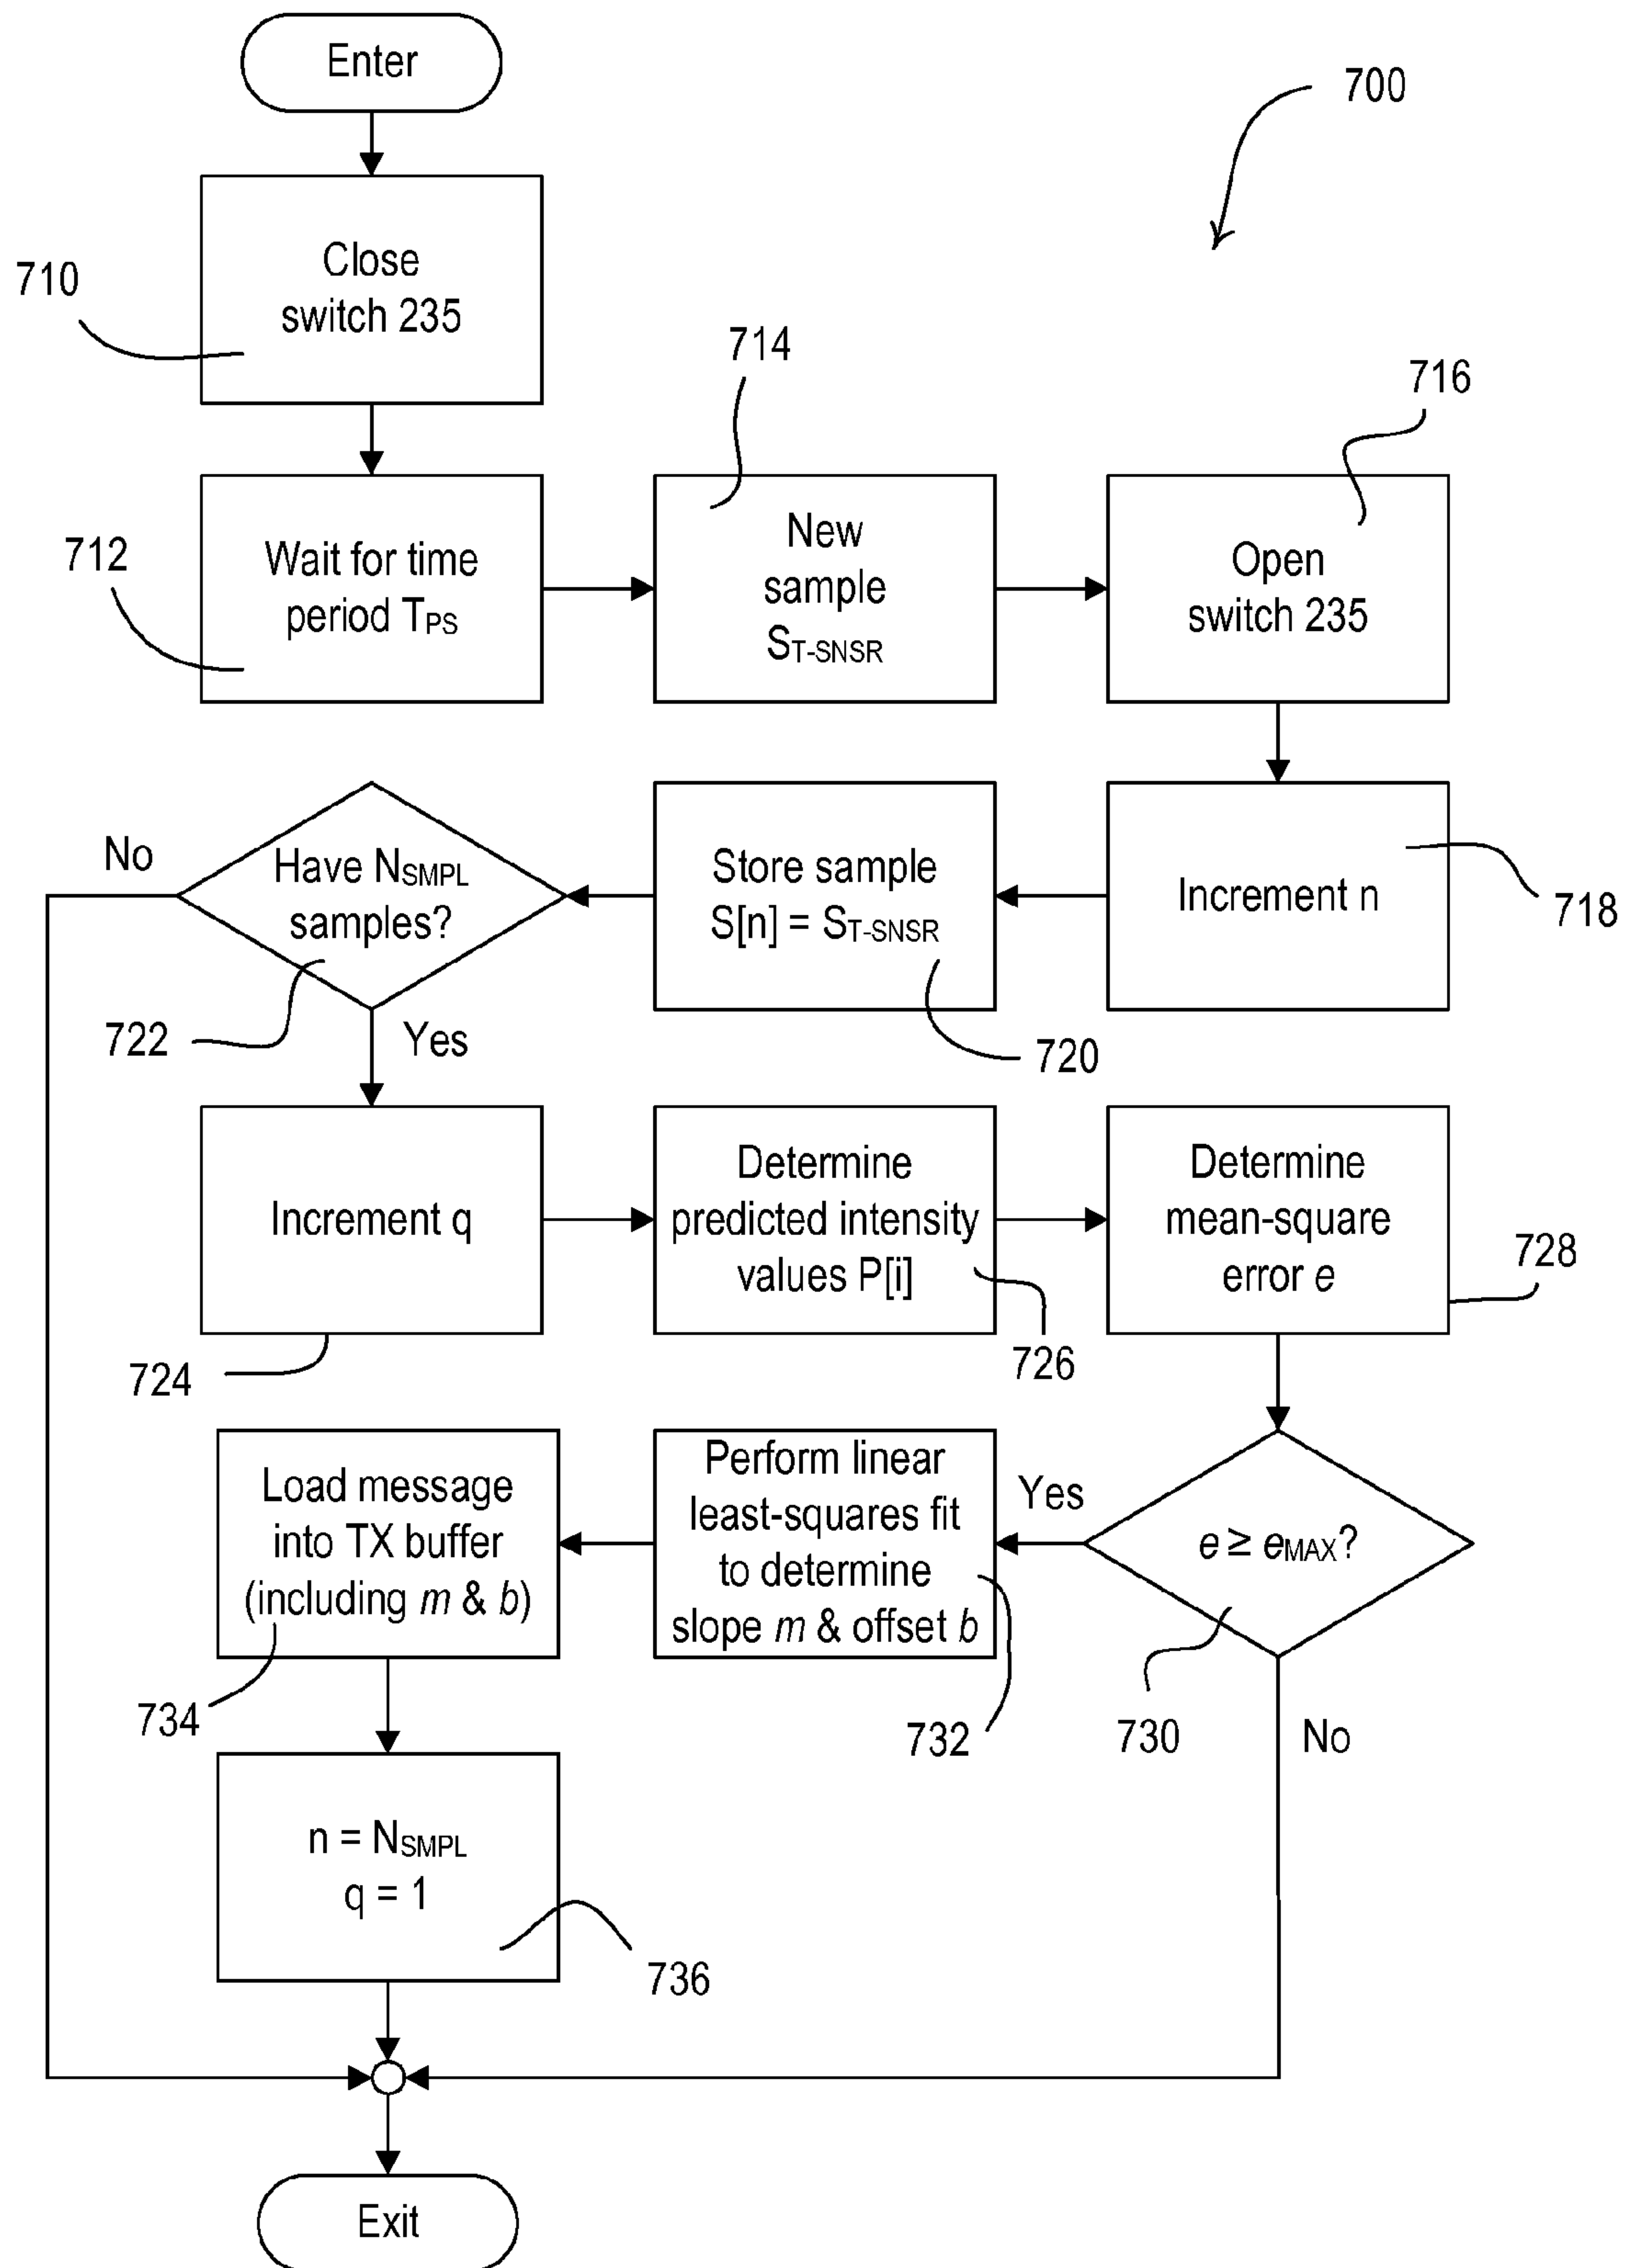 Enter
700
Close
switch 235
710
714
716
Wait for time
period TPS
712
New
sample
ST-SNSR
Open
switch 235
No
Have NSMPL
samples?
722
Yes
Store sample
S[n] = ST-SNSR
720
Increment n
718
Increment q
724
Determine
predicted intensity
values P[i]
726
Determine
mean-square
error e
728
Load message
into TX buffer
(including m & b)
734
Perform linear
least-squares fit
to determine
slope m & offset b
732
Yes
e ≥ eMAX?
730
No
n = NSMPL
q = 1
736
Exit